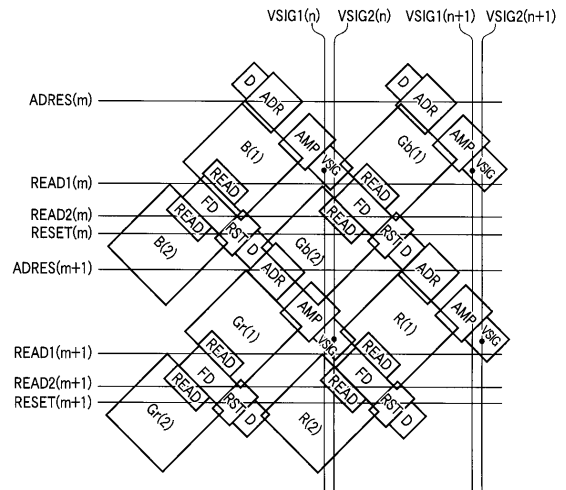 VSIG1(n) VSIG2(n) VSIG1(n+1) VSIG2(n+1)
D D
ADRES(m) ADR ADR
AMP AMP
B(1) Gb(1)
VSIG VSIG
READ1(m) READ READ
READ2(m) READ FD READ FD
RESET(m) RST D RST D
B(2) Gb(2)
ADRES(m+1) ADR ADR
AMP AMP
Gr(1) R(1)
VSIG VSIG
READ1(m+1) READ READ
READ2(m+1) READ FD READ FD
RESET(m+1) RST D RST D
Gr(2) R(2)